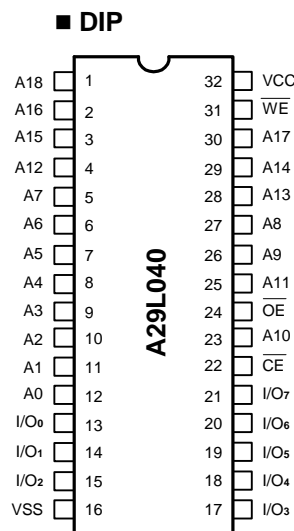 ■ DIP
A18 1 32 VCC
A16 2 31 W̅E̅
A15 3 30 A17
A12 4 29 A14
A7 5 28 A13
A6 6 27 A8
A5 7 26 A9
A4 8 25 A11
A3 9 24 O̅E̅
A2 10 23 A10
A1 11 22 C̅E̅
A0 12 21 I/O₇
I/O₀ 13 20 I/O₆
I/O₁ 14 19 I/O₅
I/O₂ 15 18 I/O₄
VSS 16 17 I/O₃
A29L040